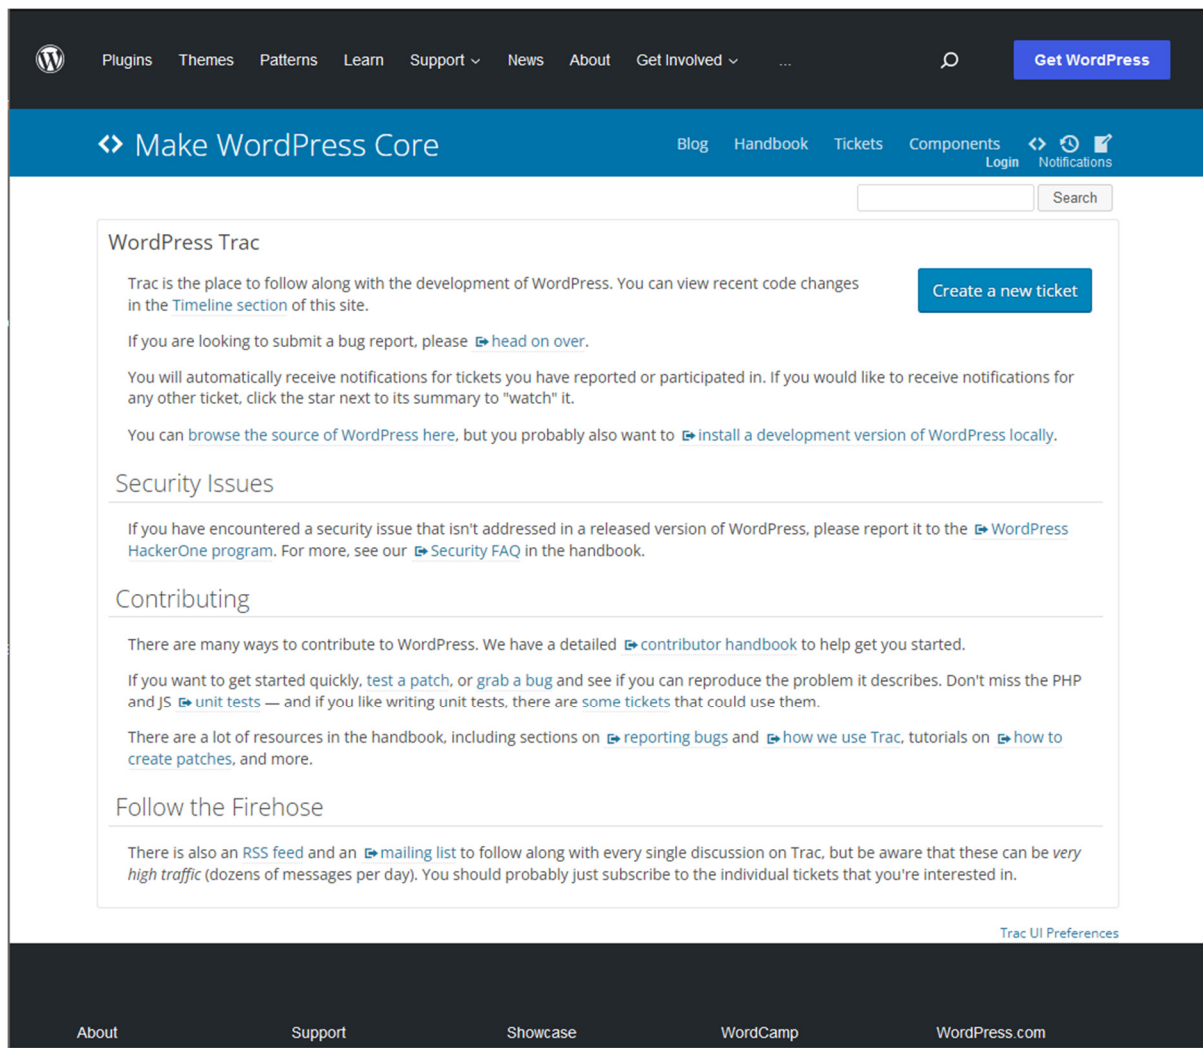 Plugins Themes Patterns Learn Support News About Get Involved ... Get WordPress
Make WordPress Core Blog Handbook Tickets Components
Login Notifications
Search
WordPress Trac
Trac is the place to follow along with the development of WordPress. You can view recent code changes
in the Timeline section of this site.
Create a new ticket
If you are looking to submit a bug report, please head on over.
You will automatically receive notifications for tickets you have reported or participated in. If you would like to receive notifications for
any other ticket, click the star next to its summary to "watch" it.
You can browse the source of WordPress here, but you probably also want to install a development version of WordPress locally.
Security Issues
If you have encountered a security issue that isn't addressed in a released version of WordPress, please report it to the WordPress
HackerOne program. For more, see our Security FAQ in the handbook.
Contributing
There are many ways to contribute to WordPress. We have a detailed contributor handbook to help get you started.
If you want to get started quickly, test a patch, or grab a bug and see if you can reproduce the problem it describes. Don't miss the PHP
and JS unit tests — and if you like writing unit tests, there are some tickets that could use them.
There are a lot of resources in the handbook, including sections on reporting bugs and how we use Trac, tutorials on how to
create patches, and more.
Follow the Firehose
There is also an RSS feed and an mailing list to follow along with every single discussion on Trac, but be aware that these can be very
high traffic (dozens of messages per day). You should probably just subscribe to the individual tickets that you're interested in.
Trac UI Preferences
About Support Showcase WordCamp WordPress.com